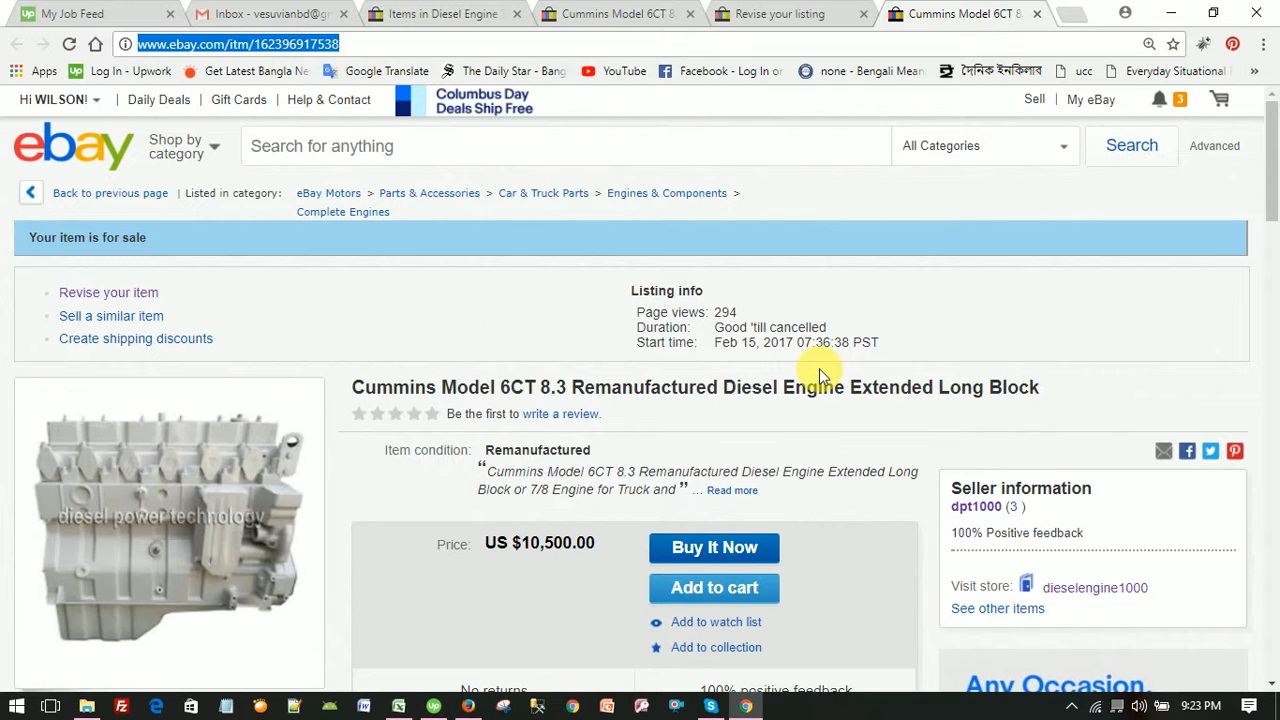 My Job Feed
Inbox - vesuvianbd@gr
Items in Diesel Engine T
Cummins Model 6CT 8.
Revise your listing
Cummins Model 6CT 8.
www.ebay.com/itm/162396917538
Apps
Log In - Upwork
Get Latest Bangla Ne
Google Translate
The Daily Star - Bang
YouTube
Facebook - Log In or
none - Bengali Mean
দৈনিক ইনকিলাব
ucc
Everyday Situational
Hi WILSON!
Daily Deals
Gift Cards
Help & Contact
Columbus Day
Deals Ship Free
Sell
My eBay
3
ebay
Shop by
category
Search for anything
All Categories
Search
Advanced
Back to previous page | Listed in category: eBay Motors > Parts & Accessories > Car & Truck Parts > Engines & Components >
Complete Engines
Your item is for sale
Revise your item
Sell a similar item
Create shipping discounts
Listing info
Page views: 294
Duration: Good 'till cancelled
Start time: Feb 15, 2017 07:36:38 PST
Cummins Model 6CT 8.3 Remanufactured Diesel Engine Extended Long Block
Be the first to write a review.
Item condition: Remanufactured
“Cummins Model 6CT 8.3 Remanufactured Diesel Engine Extended Long
Block or 7/8 Engine for Truck and ” ... Read more
diesel power technology
Price: US $10,500.00
Buy It Now
Add to cart
Add to watch list
Add to collection
No returns
100% positive feedback
Seller information
dpt1000 (3 )
100% Positive feedback
Visit store: dieselengine1000
See other items
Any Occasion.
9:23 PM